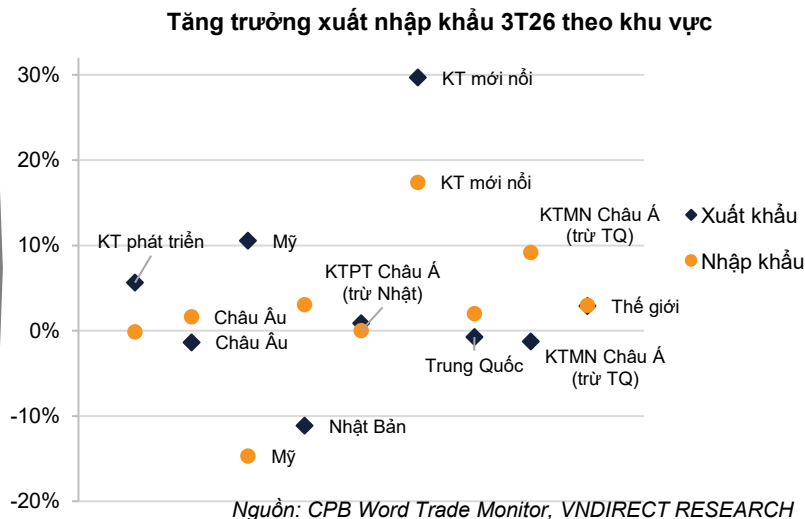 Tăng trưởng xuất nhập khẩu 3T26 theo khu vực
30%
20%
10%
0%
-10%
-20%
KT mới nổi
KT mới nổi
KTMN Châu Á
(trừ TQ)
KT phát triển
Mỹ
KTPT Châu Á
(trừ Nhật)
Châu Âu
Châu Âu
Thế giới
Trung Quốc
KTMN Châu Á
(trừ TQ)
Nhật Bản
Mỹ
Xuất khẩu
Nhập khẩu
Nguồn: CPB Word Trade Monitor, VNDIRECT RESEARCH